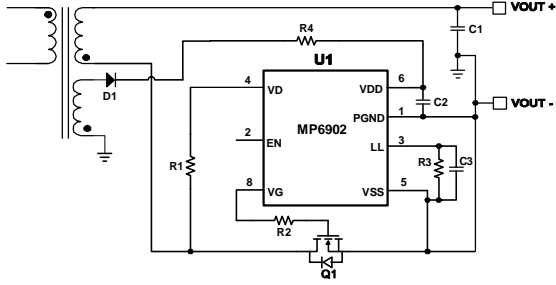 VOUT +
R4
C1
U1
D1
4 VD
VDD 6
C2
VOUT -
PGND 1
MP6902
2 EN
LL 3
R1
R3
C3
8 VG
VSS 5
R2
Q1